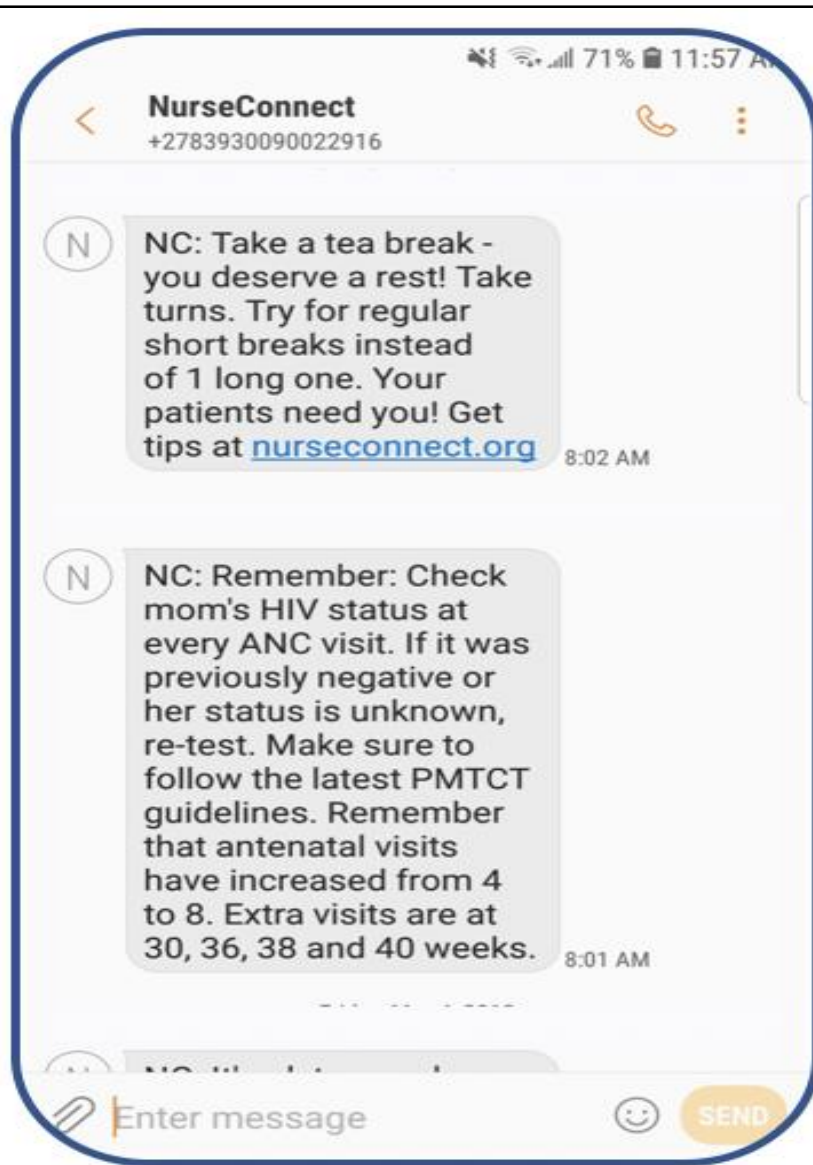 71% 11:57 A
NurseConnect
+2783930090022916
N
NC: Take a tea break -
you deserve a rest! Take
turns. Try for regular
short breaks instead
of 1 long one. Your
patients need you! Get
tips at nurseconnect.org
8:02 AM
N
NC: Remember: Check
mom's HIV status at
every ANC visit. If it was
previously negative or
her status is unknown,
re-test. Make sure to
follow the latest PMTCT
guidelines. Remember
that antenatal visits
have increased from 4
to 8. Extra visits are at
30, 36, 38 and 40 weeks.
8:01 AM
Enter message
SEND